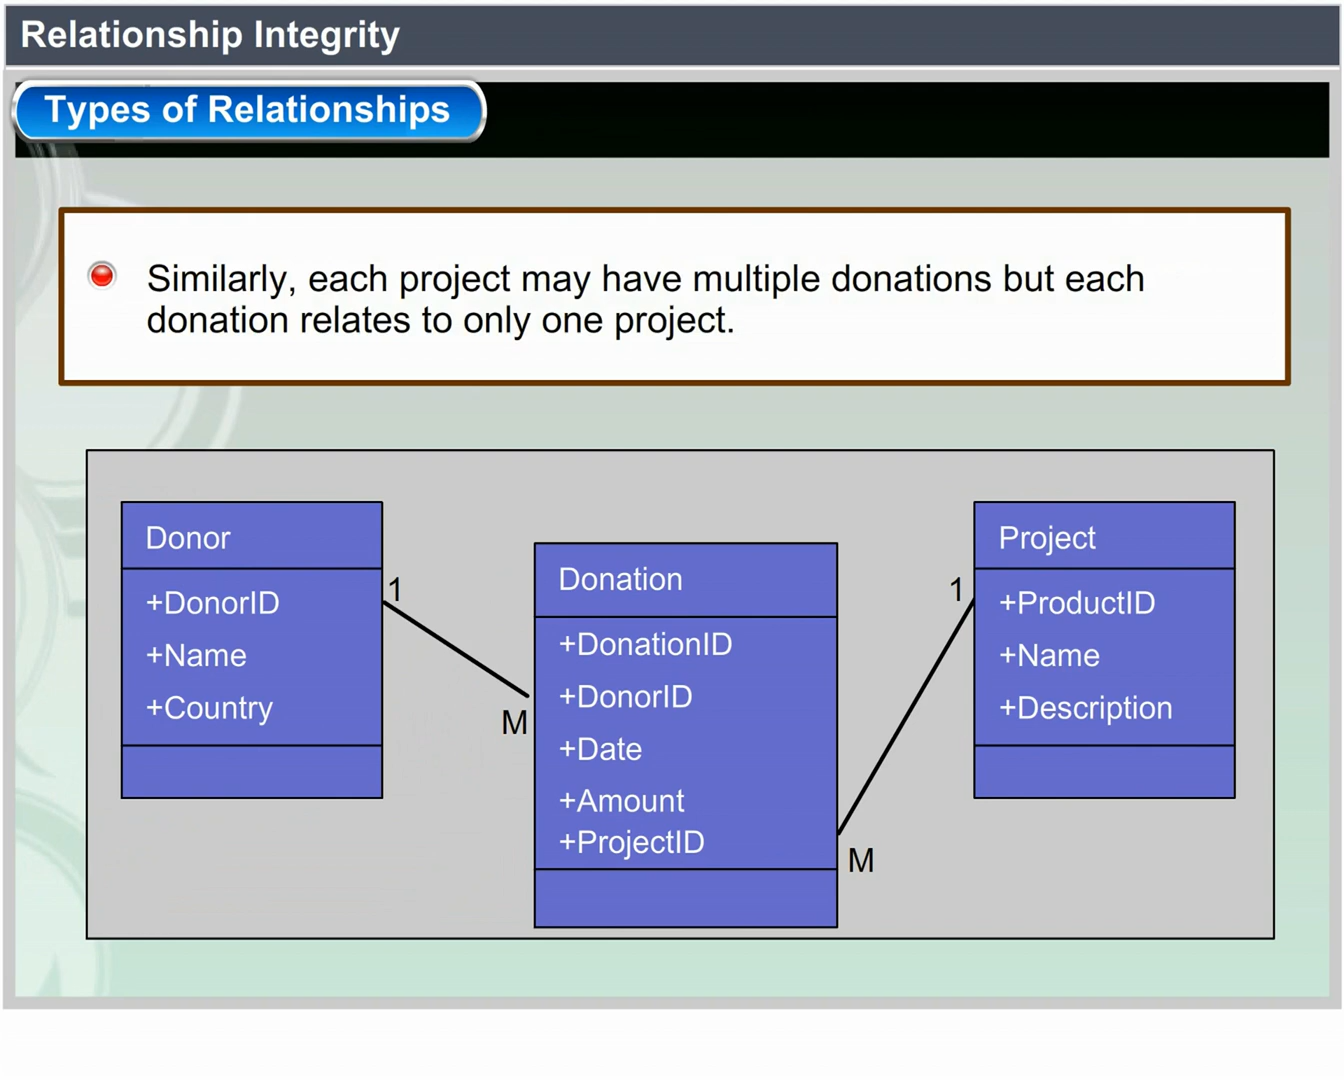 Relationship Integrity
Types of Relationships
Similarly, each project may have multiple donations but each
donation relates to only one project.
Donor
+DonorID
+Name
+Country
1
M
Donation
+DonationID
+DonorID
+Date
+Amount
+ProjectID
1
M
Project
+ProductID
+Name
+Description